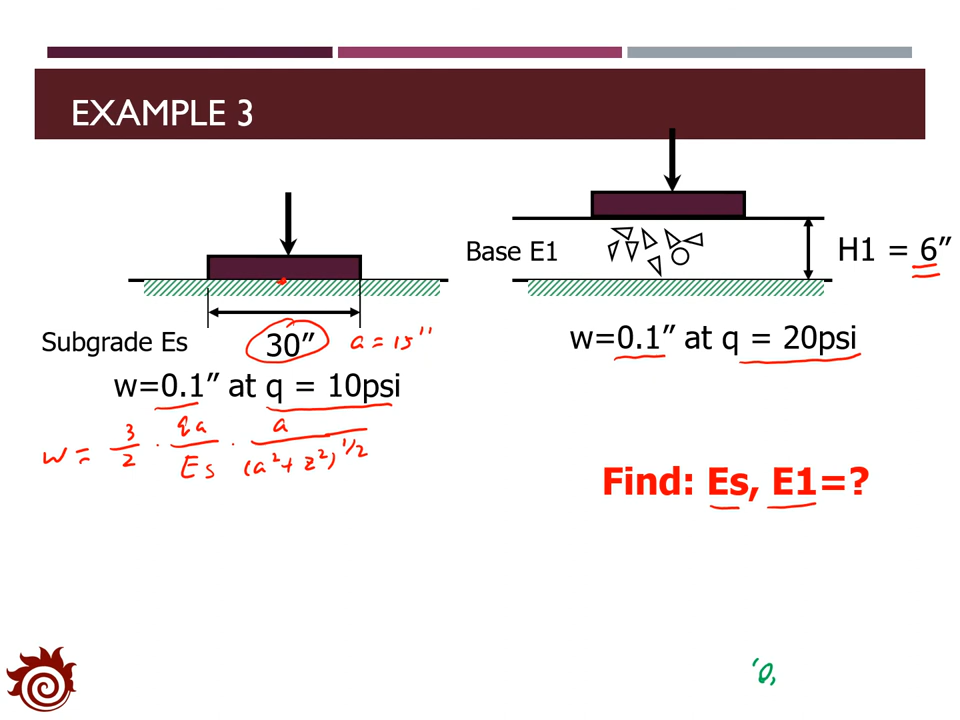 EXAMPLE 3
Base E1
H1 = 6”
Subgrade Es
30”
a = 15"
w=0.1” at q = 10psi
w=0.1” at q = 20psi
w = 3/2 · qa/Es · a/(a²+z²)^1/2
Find: Es, E1=?